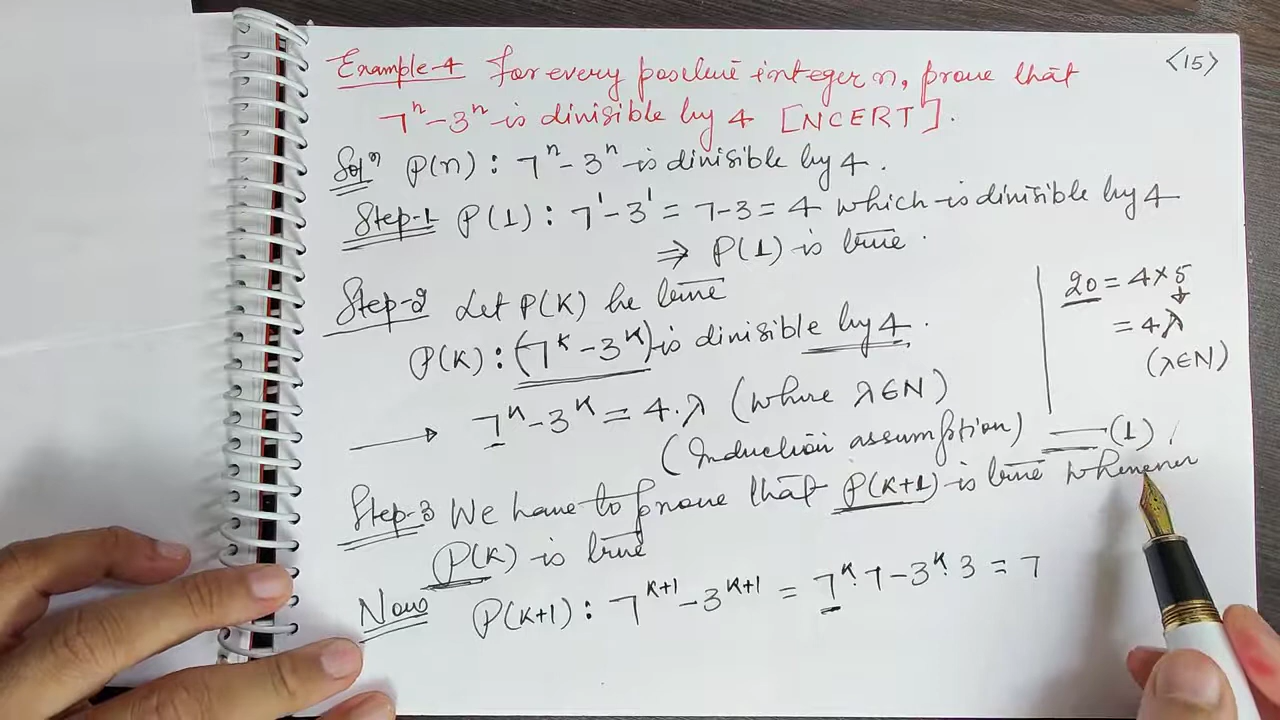 Example-4 For every positive integer n, prove that <15>
7ⁿ-3ⁿ is divisible by 4 [NCERT].
Solⁿ P(n) : 7ⁿ-3ⁿ is divisible by 4.
Step-1 P(1) : 7¹-3¹ = 7-3 = 4 which is divisible by 4
⇒ P(1) is true.
Step-2 Let P(K) be true
P(K) : (7ᴷ-3ᴷ) is divisible by 4.
7ᴷ-3ᴷ = 4.λ (where λ∈N)
(Induction assumption) —(1)
20 = 4×5
= 4λ
(λ∈N)
Step-3 We have to prove that P(K+1) is true whenever
P(K) is true
Now P(K+1) : 7ᴷ⁺¹-3ᴷ⁺¹ = 7ᴷ.7-3ᴷ.3 = 7